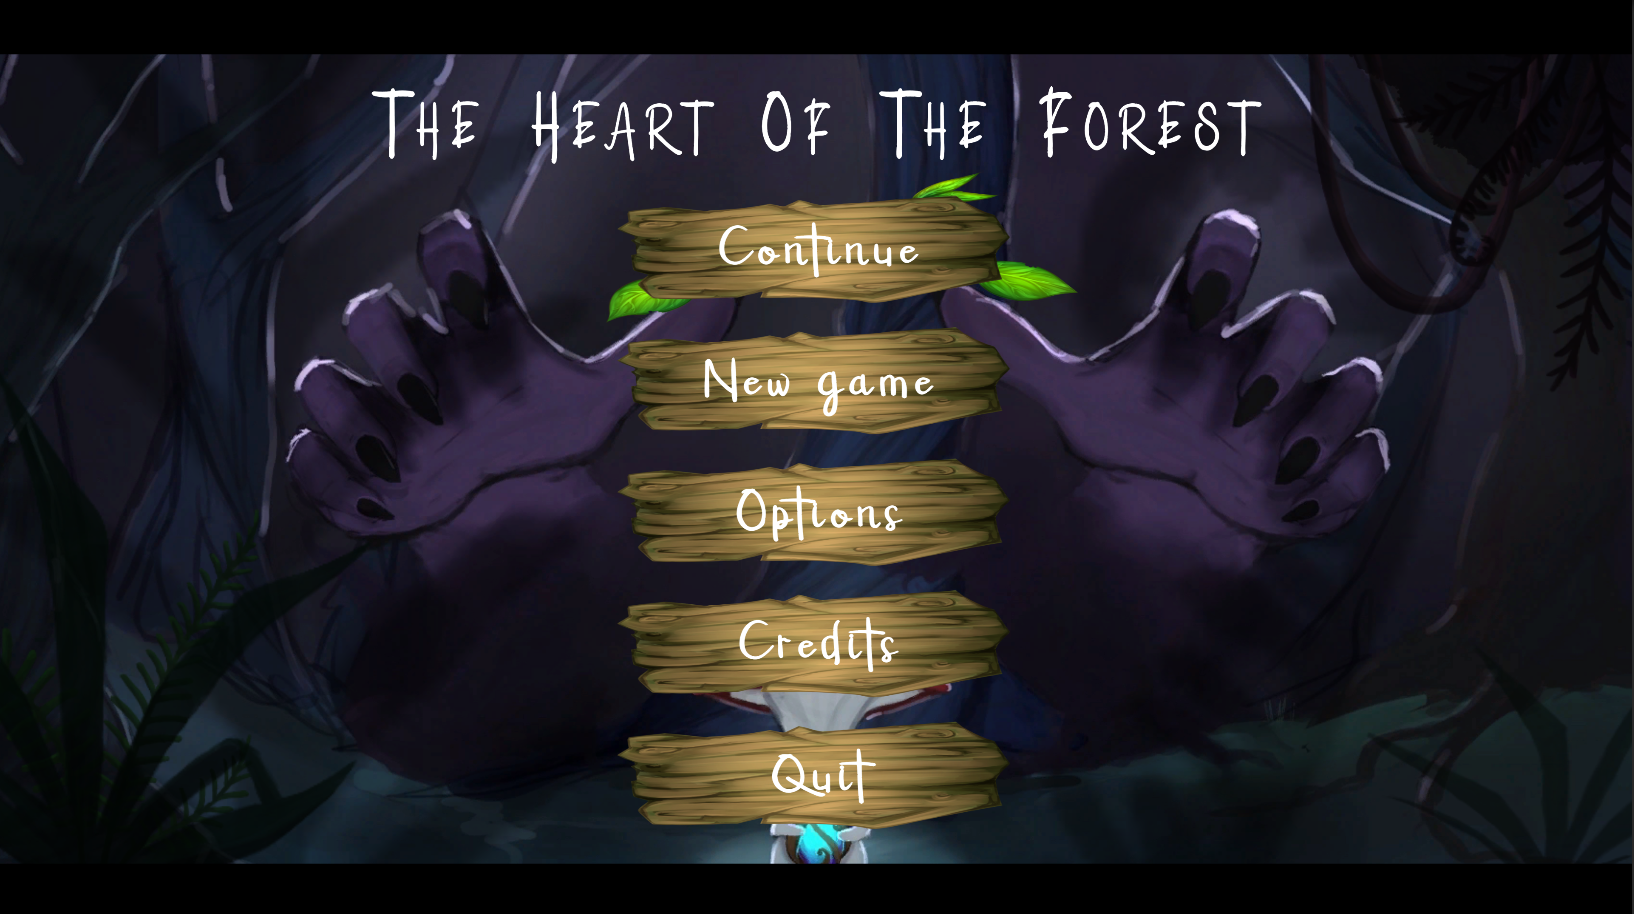 The Heart Of The Forest
Continue
New game
Options
Credits
Quit